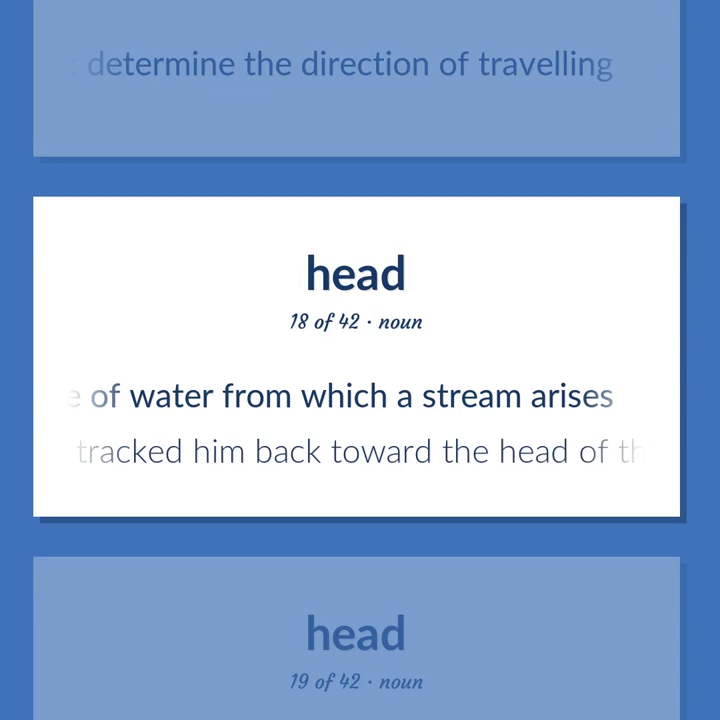 determine the direction of travelling
head
18 of 42 · noun
of water from which a stream arises
tracked him back toward the head of
head
19 of 42 · noun